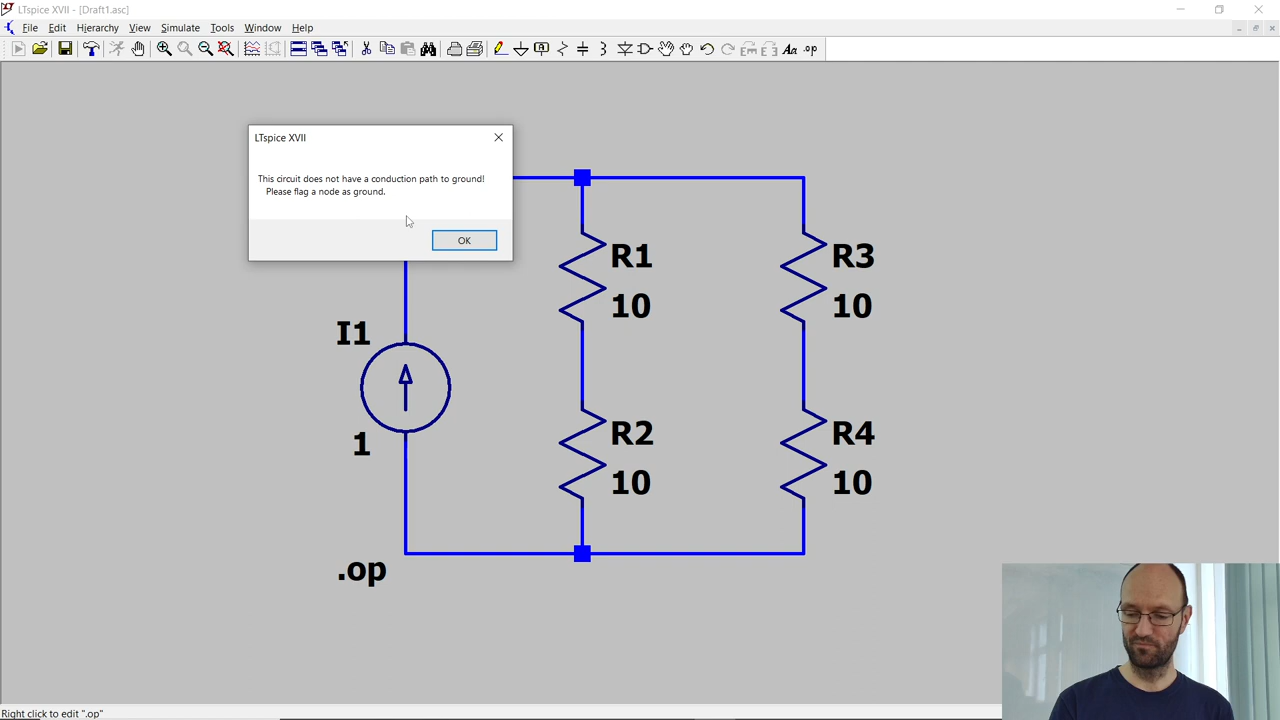 LTspice XVII - [Draft1.asc]
File Edit Hierarchy View Simulate Tools Window Help
Aa .op
LTspice XVII
This circuit does not have a conduction path to ground!
Please flag a node as ground.
OK
I1
1
R1
10
R2
10
R3
10
R4
10
.op
Right click to edit ".op"